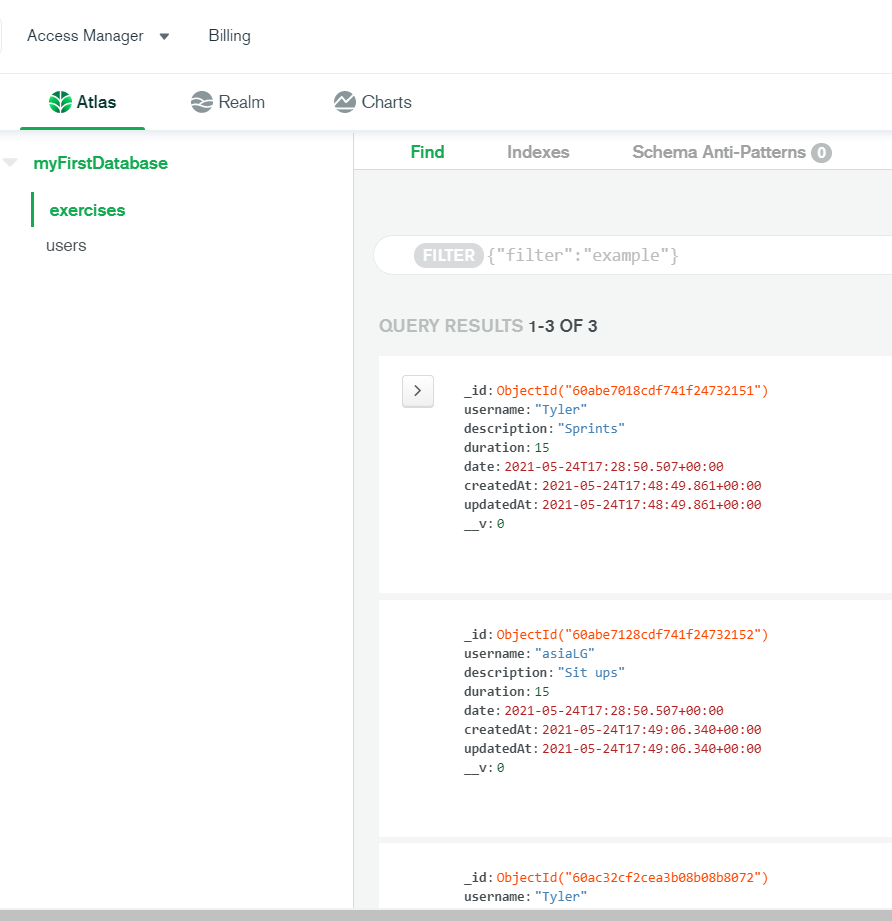 Access Manager Billing
Atlas Realm Charts
myFirstDatabase
exercises
users
Find Indexes Schema Anti-Patterns 0
FILTER {"filter":"example"}
QUERY RESULTS 1-3 OF 3
_id: ObjectId("60abe7018cdf741f24732151")
username: "Tyler"
description: "Sprints"
duration: 15
date: 2021-05-24T17:28:50.507+00:00
createdAt: 2021-05-24T17:48:49.861+00:00
updatedAt: 2021-05-24T17:48:49.861+00:00
__v: 0
_id: ObjectId("60abe7128cdf741f24732152")
username: "asiaLG"
description: "Sit ups"
duration: 15
date: 2021-05-24T17:28:50.507+00:00
createdAt: 2021-05-24T17:49:06.340+00:00
updatedAt: 2021-05-24T17:49:06.340+00:00
__v: 0
_id: ObjectId("60ac32cf2cea3b08b08b8072")
username: "Tyler"